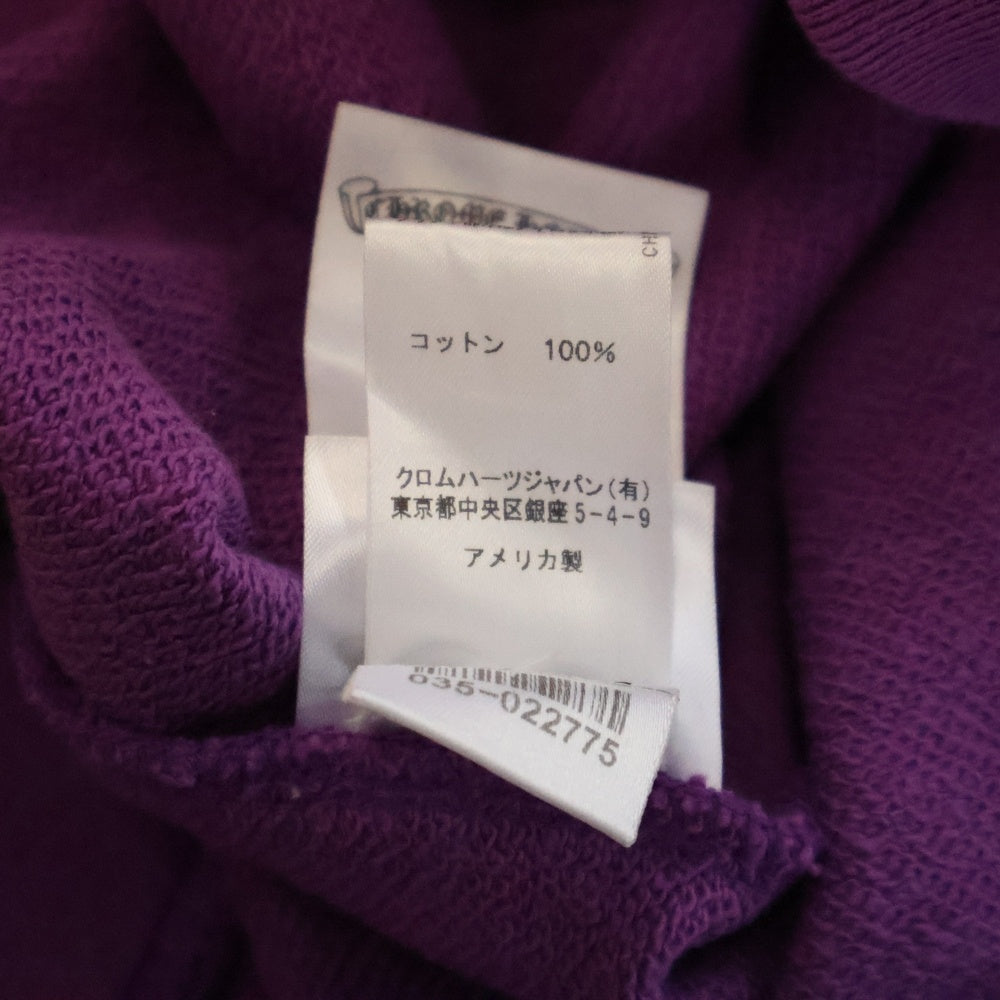 CH
コットン 100%
クロムハーツジャパン(有)
東京都中央区銀座5-4-9
アメリカ製
035-022775